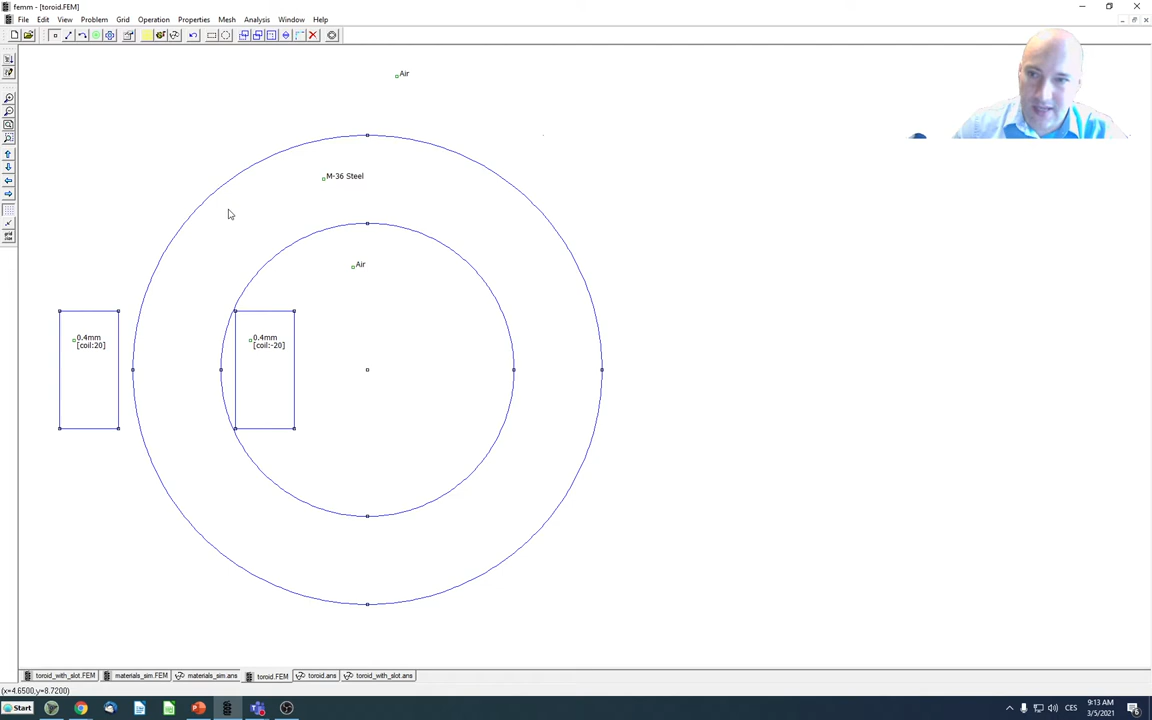 femm - [toroid.FEM]
File Edit View Problem Grid Operation Properties Mesh Analysis Window Help
Air
M-36 Steel
Air
0.4mm
[coil:20]
0.4mm
[coil:-20]
toroid_with_slot.FEM materials_sim.FEM materials_sim.ans toroid.FEM toroid.ans toroid_with_slot.ans
(x=4.6500,y=8.7200)
Start
CES
9:13 AM
3/5/2021